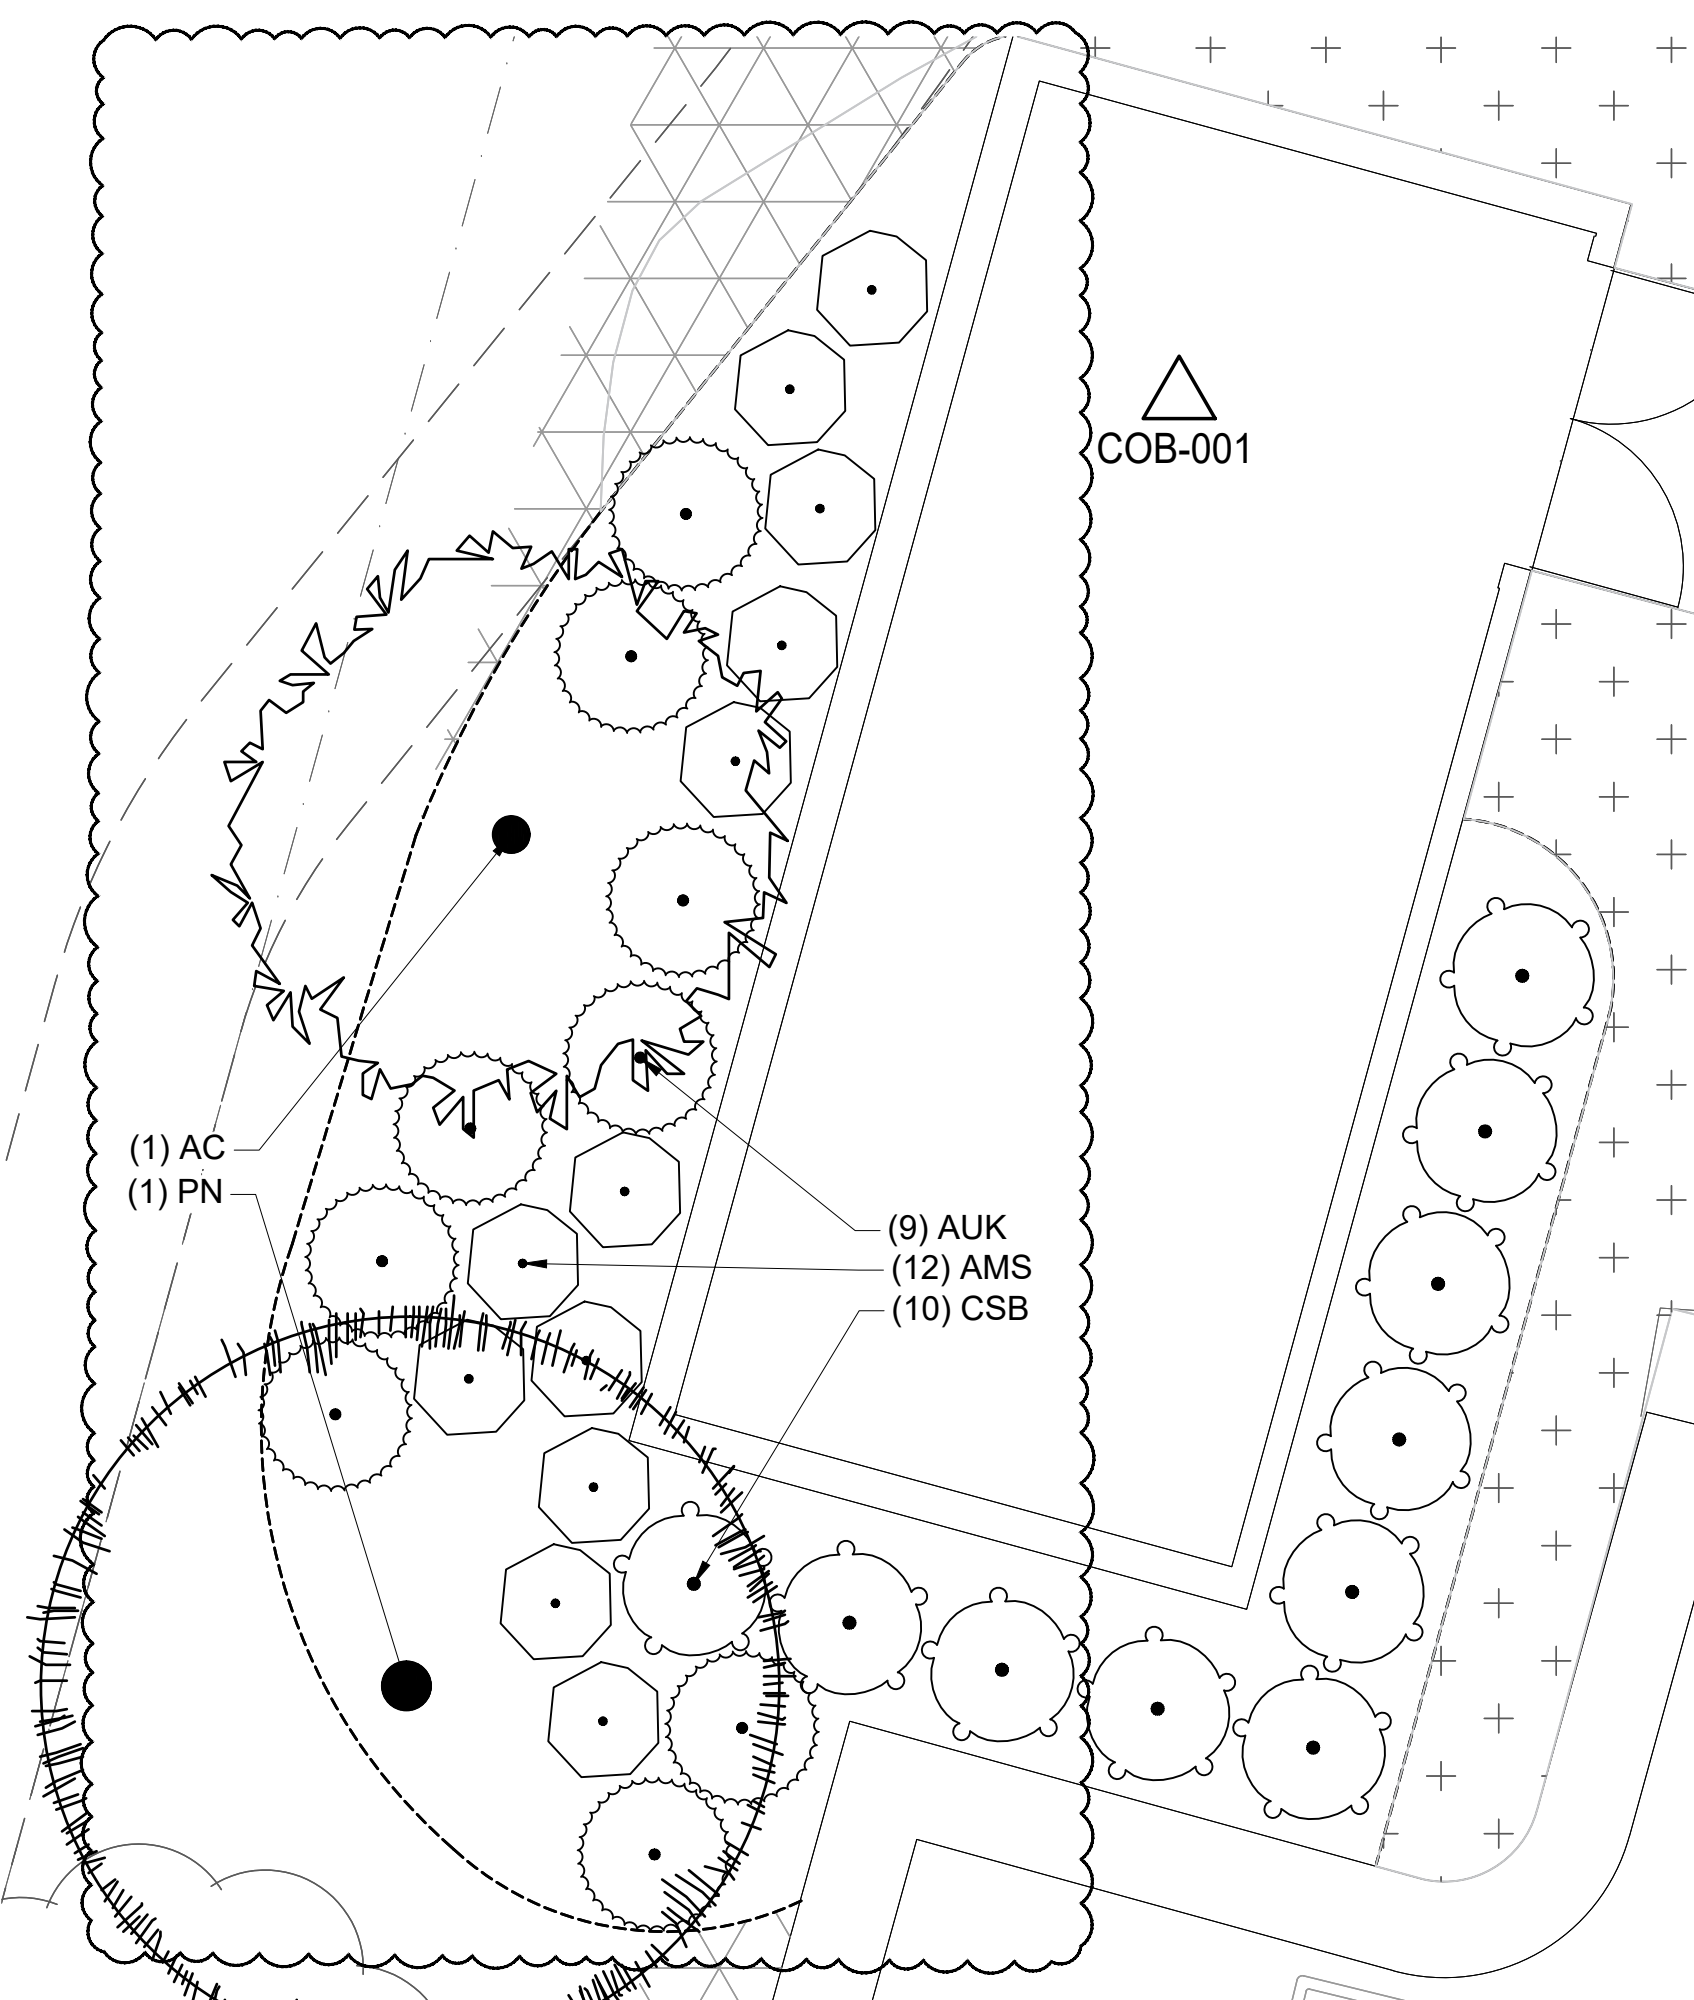 COB-001
(1) AC
(1) PN
(9) AUK
(12) AMS
(10) CSB